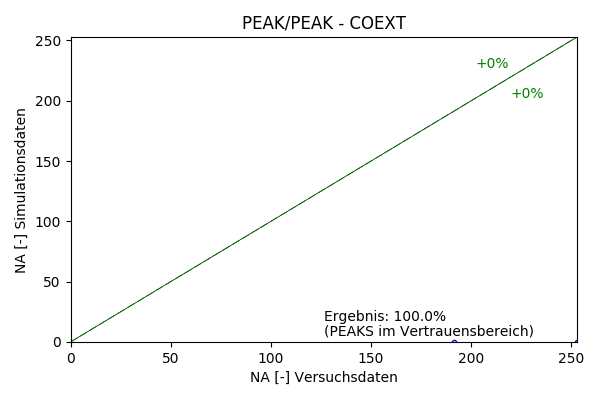 PEAK/PEAK - COEXT
250
200
150
100
50
0
NA [-] Simulationsdaten
+0%
+0%
Ergebnis: 100.0%
(PEAKS im Vertrauensbereich)
0 50 100 150 200 250
NA [-] Versuchsdaten